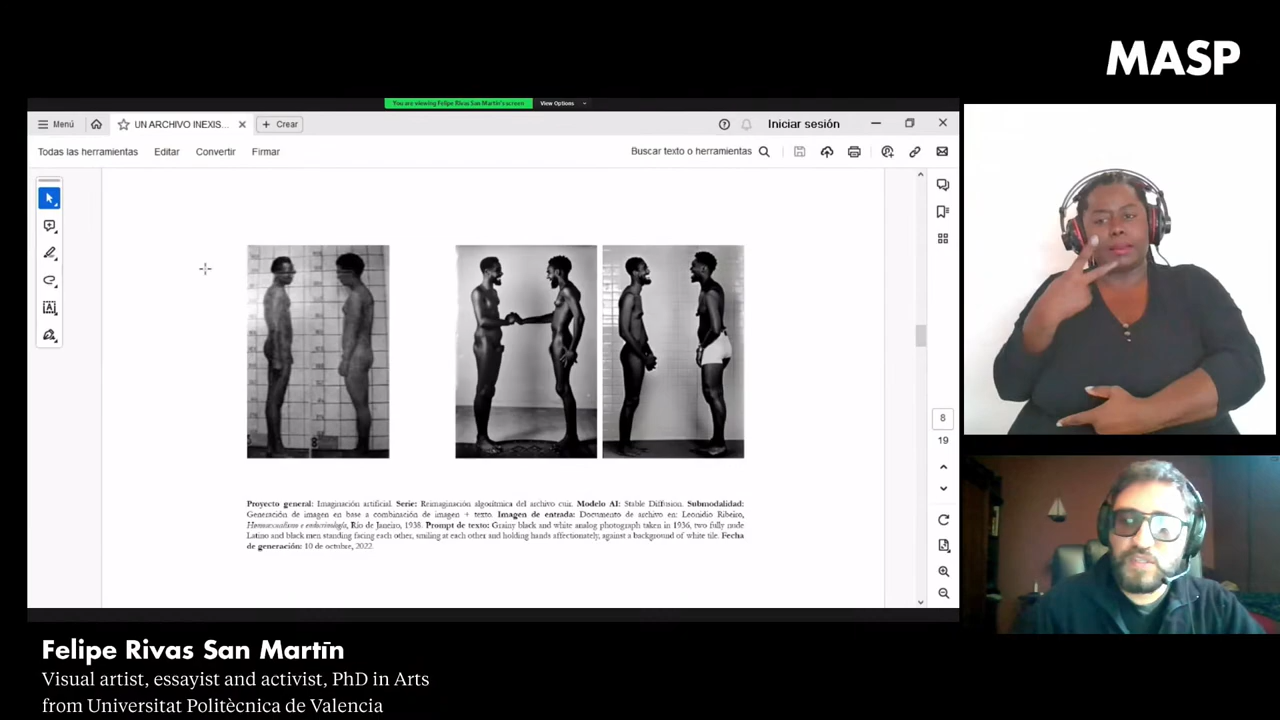 MASP
You are viewing Felipe Rivas San Martín's screen View Options
Menú UN ARCHIVO INEXIS... Crear Iniciar sesión
Todas las herramientas Editar Convertir Firmar Buscar texto o herramientas
8
8
19
Proyecto general: Imaginación artificial. Serie: Reimaginación algorítmica del archivo cuir. Modelo AI: Stable Diffusion. Submodalidad:
Generación de imagen en base a combinación de imagen + texto. Imagen de entrada: Documento de archivo en: Leonidio Ribeiro,
Homosexualismo e endocrinologia, Río de Janeiro, 1938. Prompt de texto: Grainy black and white analog photograph taken in 1936, two fully nude
Latino and black men standing facing each other, smiling at each other and holding hands affectionately, against a background of white tile. Fecha
de generación: 10 de octubre, 2022.
Felipe Rivas San Martīn
Visual artist, essayist and activist, PhD in Arts
from Universitat Politècnica de Valencia